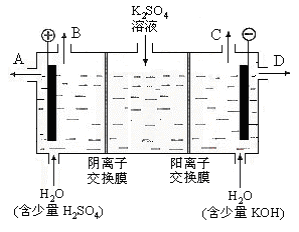 K₂SO₄
溶液
⊕
B
C
⊖
A
D
阴离子
交换膜
阳离子
交换膜
H₂O
(含少量 H₂SO₄)
H₂O
(含少量 KOH)